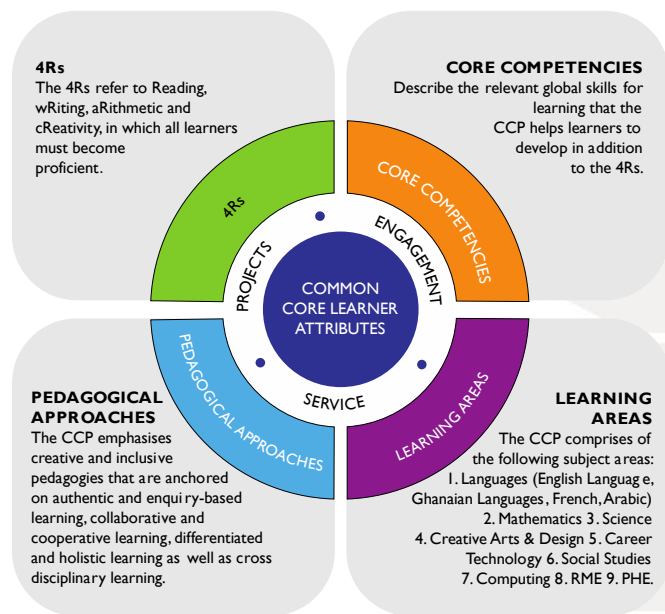 4Rs
The 4Rs refer to Reading,
wRiting, aRithmetic and
cReativity, in which all learners
must become
proficient.
CORE COMPETENCIES
Describe the relevant global skills for
learning that the
CCP helps learners to
develop in addition
to the 4Rs.
4Rs
CORE COMPETENCIES
PROJECTS
ENGAGEMENT
COMMON
CORE LEARNER
ATTRIBUTES
SERVICE
PEDAGOGICAL APPROACHES
LEARNING AREAS
PEDAGOGICAL
APPROACHES
The CCP emphasises
creative and inclusive
pedagogies that are anchored
on authentic and enquiry-based
learning, collaborative and
cooperative learning, differentiated
and holistic learning as well as cross
disciplinary learning.
LEARNING
AREAS
The CCP comprises of
the following subject areas:
1. Languages (English Language,
Ghanaian Languages, French, Arabic)
2. Mathematics 3. Science
4. Creative Arts & Design 5. Career
Technology 6. Social Studies
7. Computing 8. RME 9. PHE.